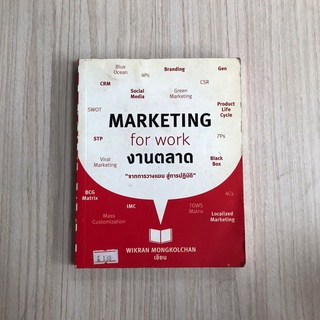 Blue
Ocean
4Ps
Branding
Gen
CRM
CSR
Social
Media
Green
Marketing
SWOT
Product
Life
Cycle
MARKETING
for work
งานตลาด
STP
7Ps
"จากการวางแผน สู่การปฏิบัติ"
Viral
Marketing
Black
Box
BCG
Matrix
4Cs
IMC
TOWS
Matrix
Mass
Customization
Localized
Marketing
WIKRAN MONGKOLCHAN
เขียน